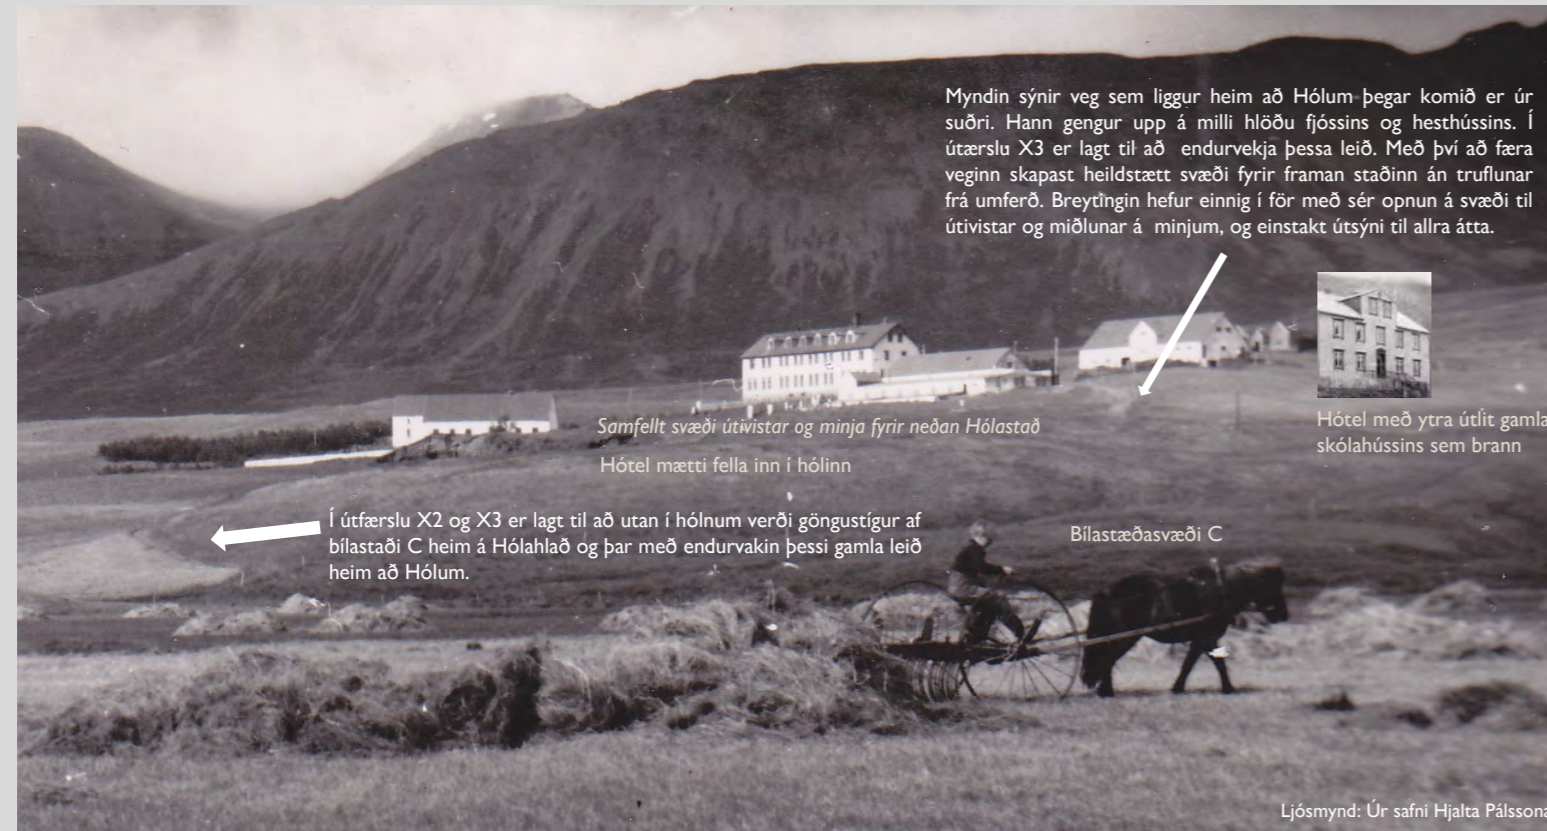 Myndin sýnir veg sem liggur heim að Hólum þegar komið er úr
suðri. Hann gengur upp á milli hlöðu fjóssins og hesthússins. Í
útærslu X3 er lagt til að endurvekja þessa leið. Með því að færa
veginn skapast heildstætt svæði fyrir framan staðinn án truflunar
frá umferð. Breytingin hefur einnig í för með sér opnun á svæði til
útivistar og miðlunar á minjum, og einstakt útsýni til allra átta.
Hótel með ytra útlit gamla
skólahússins sem brann
Samfellt svæði útivistar og minja fyrir neðan Hólastað
Hótel mætti fella inn í hólinn
Í útfærslu X2 og X3 er lagt til að utan í hólnum verði göngustígur af
bílastaði C heim á Hólahlað og þar með endurvakin þessi gamla leið
heim að Hólum.
Bílastæðasvæði C
Ljósmynd: Úr safni Hjalta Pálssona